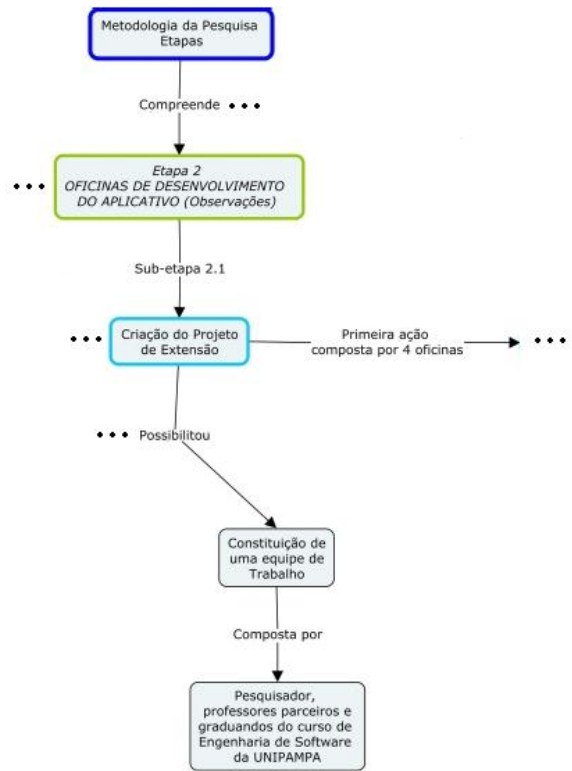 Metodologia da Pesquisa
Etapas
Compreende • • •
• • •
Etapa 2
OFICINAS DE DESENVOLVIMENTO
DO APLICATIVO (Observações)
Sub-etapa 2.1
• • •
Criação do Projeto
de Extensão
Primeira ação
composta por 4 oficinas
• • •
• • • Possibilitou
Constituição de
uma equipe de
Trabalho
Composta por
Pesquisador,
professores parceiros e
graduandos do curso de
Engenharia de Software
da UNIPAMPA